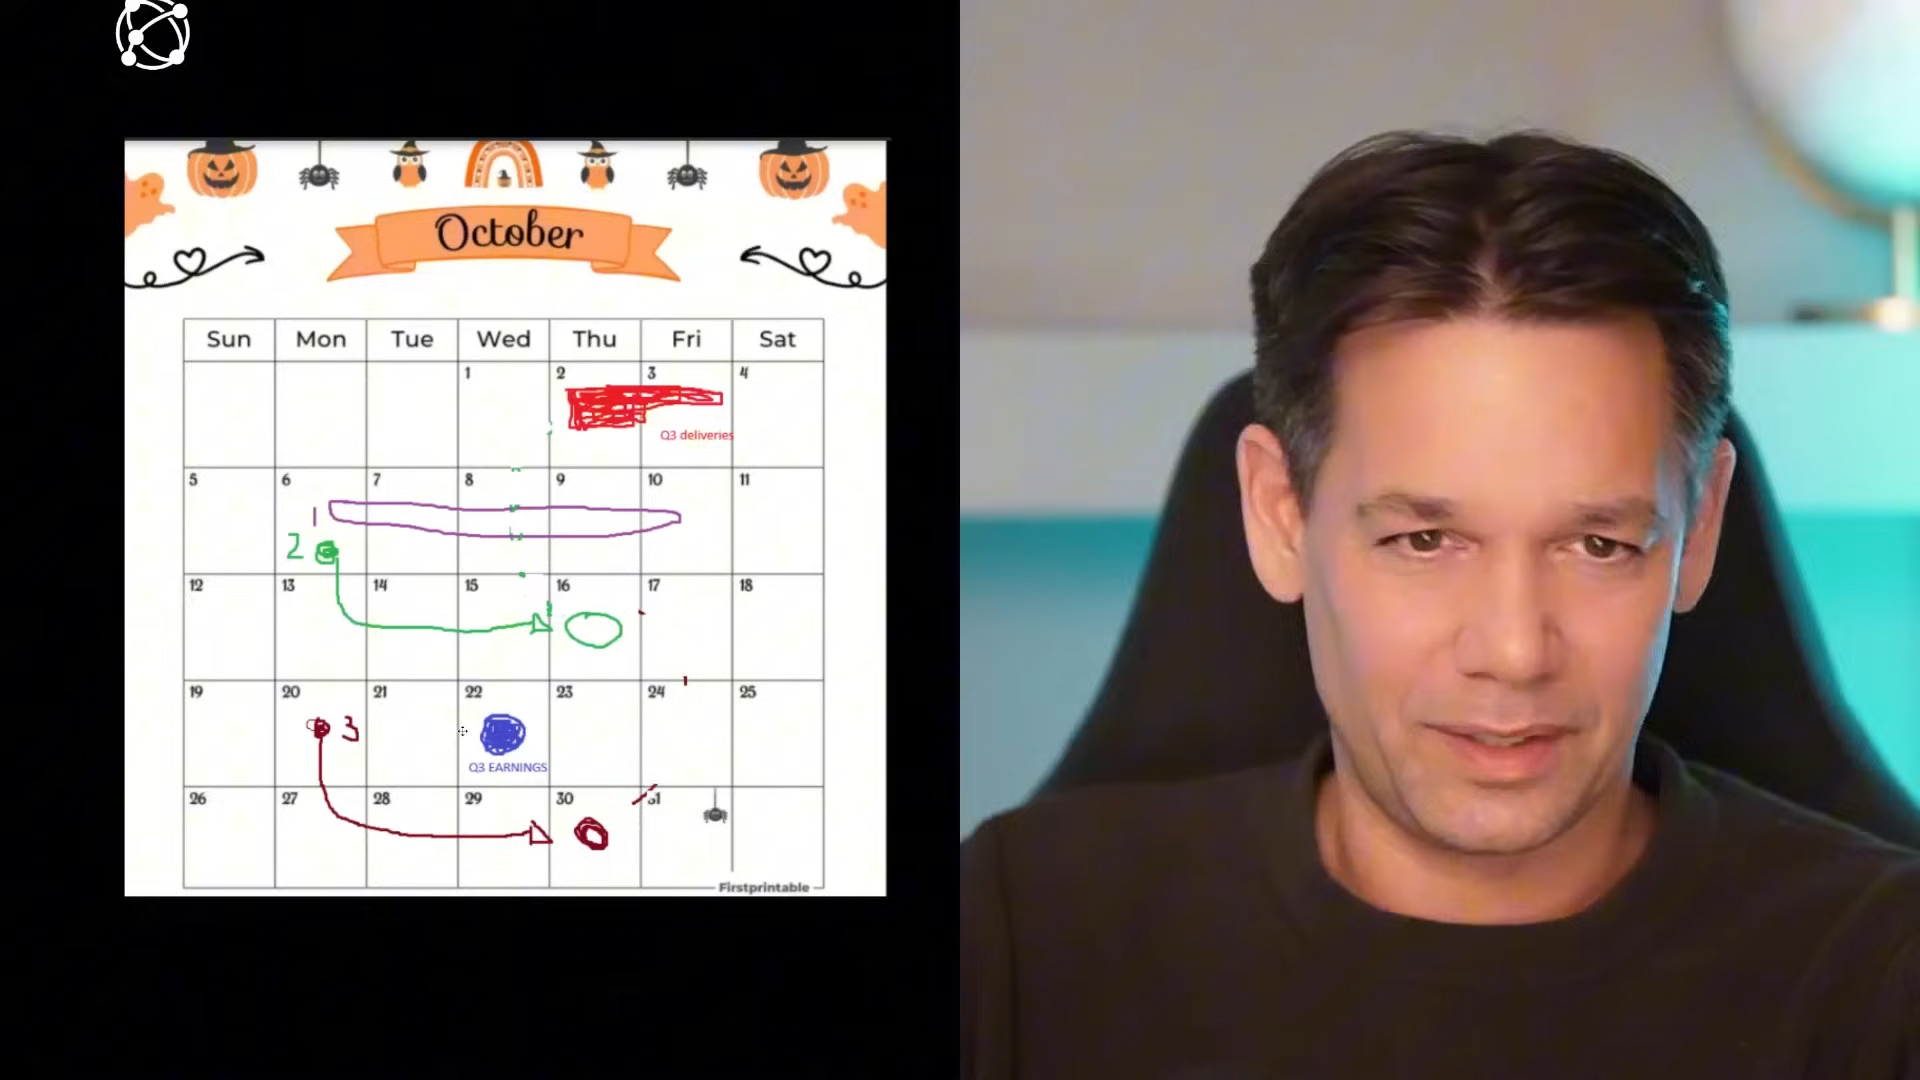 October
Sun Mon Tue Wed Thu Fri Sat
1 2 3 4
Q3 deliveries
5 6 7 8 9 10 11
1
2
12 13 14 15 16 17 18
19 20 21 22 23 24 25
3
Q3 EARNINGS
26 27 28 29 30 31
Firstprintable